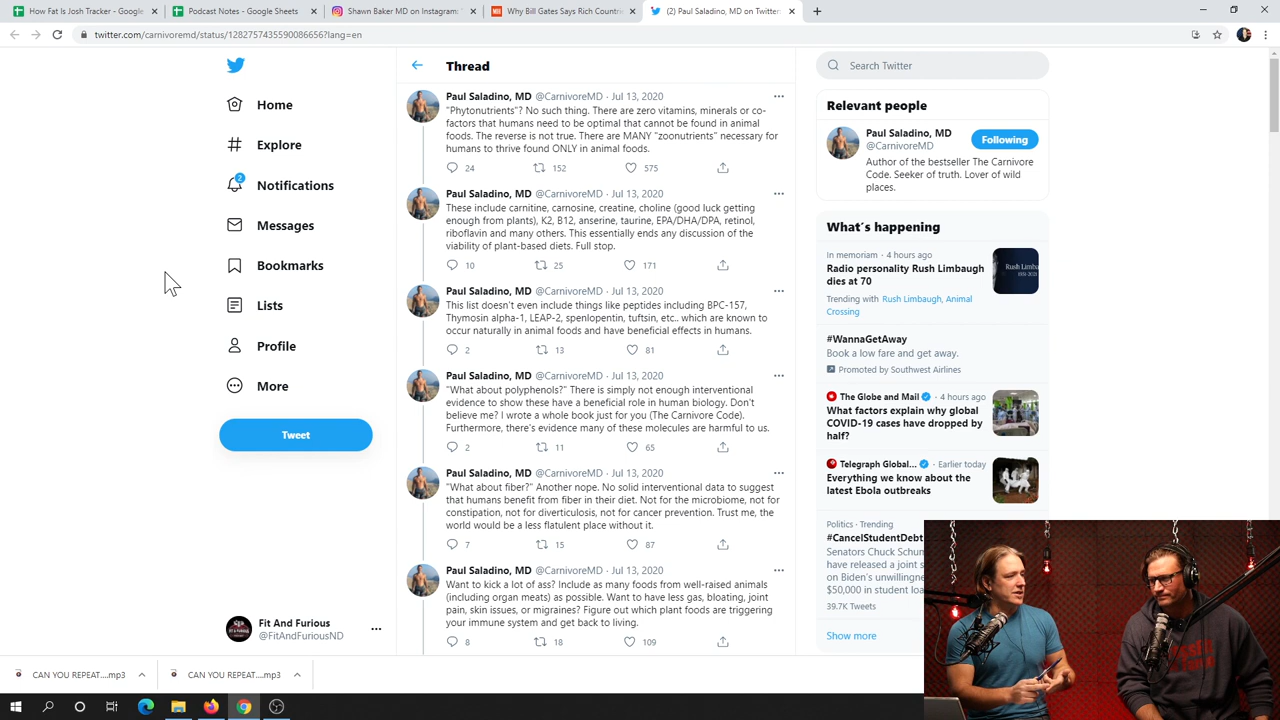 How Fat Is Josh Tracker - Google
Podcast Notes - Google Sheets
Shawn Baker MD on Instagram:
Why Bill Gates Says Rich Countri
(2) Paul Saladino, MD on Twitter
twitter.com/carnivoremd/status/1282757435590086656?lang=en
Home
Explore
2
Notifications
Messages
Bookmarks
Lists
Profile
More
Tweet
Fit And Furious
@FitAndFuriousND
Thread
Paul Saladino, MD @CarnivoreMD · Jul 13, 2020
"Phytonutrients"? No such thing. There are zero vitamins, minerals or co-
factors that humans need to be optimal that cannot be found in animal
foods. The reverse is not true. There are MANY "zoonutrients" necessary for
humans to thrive found ONLY in animal foods.
24 152 575
Paul Saladino, MD @CarnivoreMD · Jul 13, 2020
These include carnitine, carnosine, creatine, choline (good luck getting
enough from plants), K2, B12, anserine, taurine, EPA/DHA/DPA, retinol,
riboflavin and many others. This essentially ends any discussion of the
viability of plant-based diets. Full stop.
10 25 171
Paul Saladino, MD @CarnivoreMD · Jul 13, 2020
This list doesn't even include things like peptides including BPC-157,
Thymosin alpha-1, LEAP-2, spenlopentin, tuftsin, etc.. which are known to
occur naturally in animal foods and have beneficial effects in humans.
2 13 81
Paul Saladino, MD @CarnivoreMD · Jul 13, 2020
"What about polyphenols?" There is simply not enough interventional
evidence to show these have a beneficial role in human biology. Don't
believe me? I wrote a whole book just for you (The Carnivore Code).
Furthermore, there's evidence many of these molecules are harmful to us.
2 11 65
Paul Saladino, MD @CarnivoreMD · Jul 13, 2020
"What about fiber?" Another nope. No solid interventional data to suggest
that humans benefit from fiber in their diet. Not for the microbiome, not for
constipation, not for diverticulosis, not for cancer prevention. Trust me, the
world would be a less flatulent place without it.
7 15 87
Paul Saladino, MD @CarnivoreMD · Jul 13, 2020
Want to kick a lot of ass? Include as many foods from well-raised animals
(including organ meats) as possible. Want to have less gas, bloating, joint
pain, skin issues, or migraines? Figure out which plant foods are triggering
your immune system and get back to living.
8 18 109
Search Twitter
Relevant people
Paul Saladino, MD
@CarnivoreMD
Following
Author of the bestseller The Carnivore
Code. Seeker of truth. Lover of wild
places.
What's happening
In memoriam · 4 hours ago
Radio personality Rush Limbaugh
dies at 70
Trending with Rush Limbaugh, Animal
Crossing
#WannaGetAway
Book a low fare and get away.
Promoted by Southwest Airlines
The Globe and Mail · 4 hours ago
What factors explain why global
COVID-19 cases have dropped by
half?
Telegraph Global... · Earlier today
Everything we know about the
latest Ebola outbreaks
Politics · Trending
#CancelStudentDebt
Senators Chuck Schum
have released a joint s
on Biden's unwillingne
$50,000 in student loa
39.7K Tweets
Show more
CAN YOU REPEAT....mp3
CAN YOU REPEAT....mp3